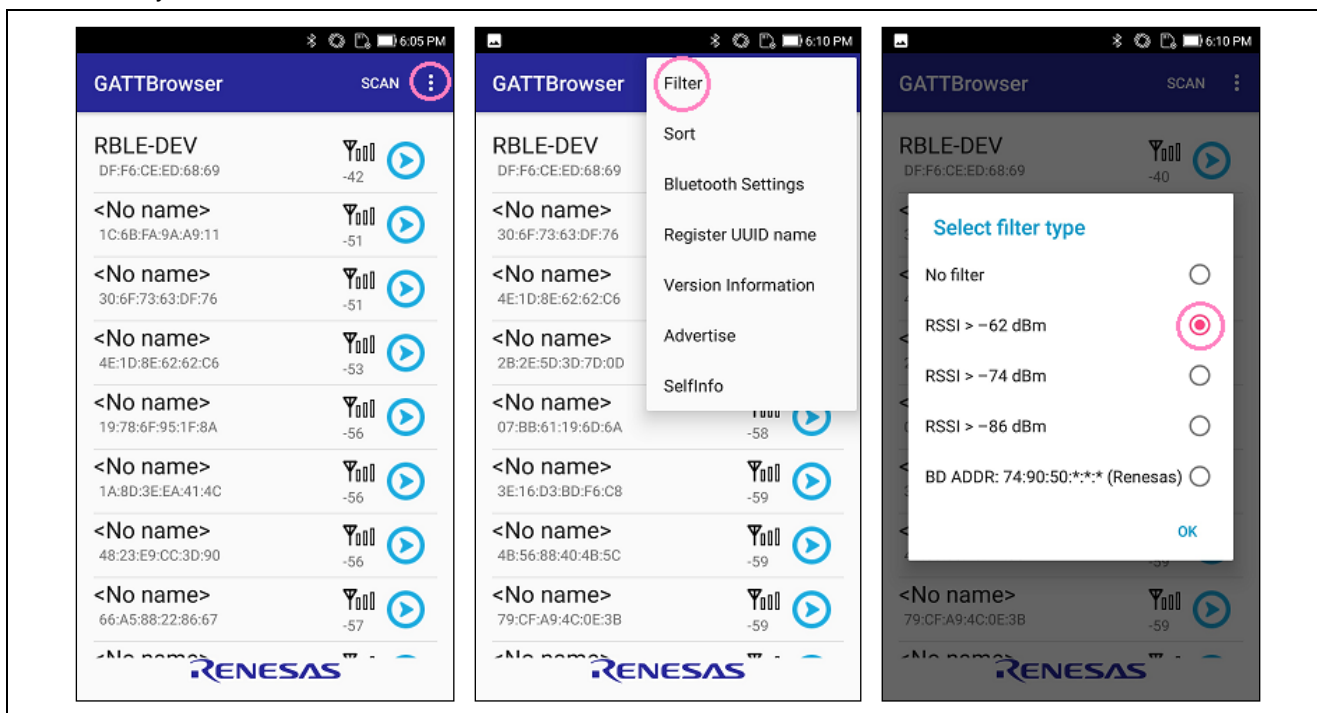 6:05 PM
GATTBrowser SCAN
RBLE-DEV
DF:F6:CE:ED:68:69 -42
<No name>
1C:6B:FA:9A:A9:11 -51
<No name>
30:6F:73:63:DF:76 -51
<No name>
4E:1D:8E:62:62:C6 -53
<No name>
19:78:6F:95:1F:8A -56
<No name>
1A:8D:3E:EA:41:4C -56
<No name>
48:23:E9:CC:3D:90 -56
<No name>
66:A5:88:22:86:67 -57
<No name>
RENESAS
6:10 PM
GATTBrowser
Filter
Sort
Bluetooth Settings
Register UUID name
Version Information
Advertise
SelfInfo
RBLE-DEV
DF:F6:CE:ED:68:69
<No name>
30:6F:73:63:DF:76
<No name>
4E:1D:8E:62:62:C6
<No name>
2B:2E:5D:3D:7D:0D
<No name>
07:BB:61:19:6D:6A -58
<No name>
3E:16:D3:BD:F6:C8 -59
<No name>
4B:56:88:40:4B:5C -59
<No name>
79:CF:A9:4C:0E:3B -59
<No name>
RENESAS
6:10 PM
GATTBrowser SCAN
RBLE-DEV
DF:F6:CE:ED:68:69 -40
Select filter type
No filter
RSSI > −62 dBm
RSSI > −74 dBm
RSSI > −86 dBm
BD ADDR: 74:90:50:*:*:* (Renesas)
OK
-59
<No name>
79:CF:A9:4C:0E:3B -59
<No name>
RENESAS